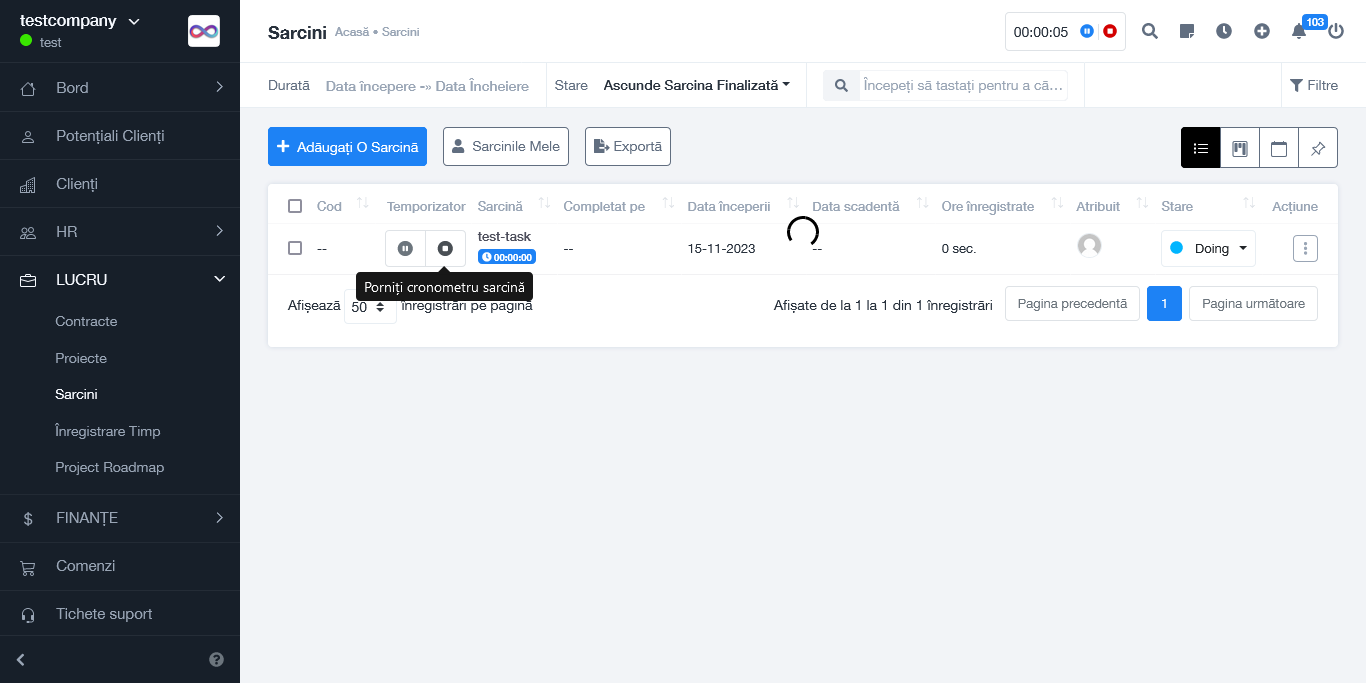 testcompany
test
Bord
Potențiali Clienți
Clienți
HR
LUCRU
Contracte
Proiecte
Sarcini
Înregistrare Timp
Project Roadmap
FINANȚE
Comenzi
Tichete suport
Sarcini Acasă • Sarcini
00:00:05
103
Durată Data începere -» Data Încheiere
Stare Ascunde Sarcina Finalizată
Începeți să tastați pentru a că...
Filtre
Adăugați O Sarcină
Sarcinile Mele
Exportă
Cod Temporizator Sarcină Completat pe Data începerii Data scadentă Ore înregistrate Atribuit Stare Acțiune
-- test-task -- 15-11-2023 -- 0 sec. Doing
00:00:00
Porniți cronometru sarcină
Afișează 50 înregistrări pe pagină
Afișate de la 1 la 1 din 1 înregistrări
Pagina precedentă 1 Pagina următoare